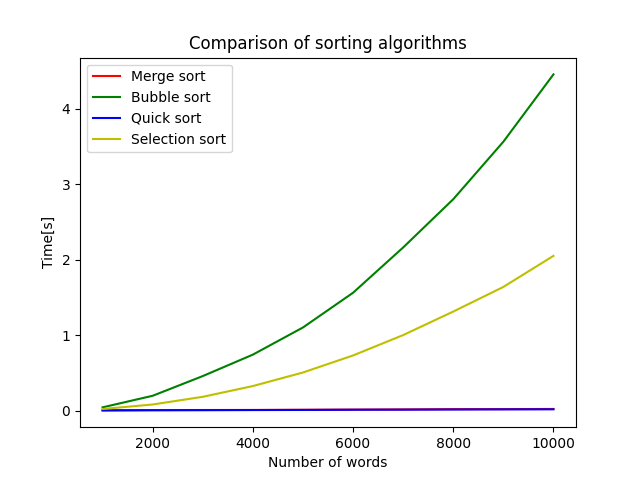 Comparison of sorting algorithms
Merge sort
Bubble sort
Quick sort
Selection sort
4
3
2
1
0
Time[s]
2000 4000 6000 8000 10000
Number of words